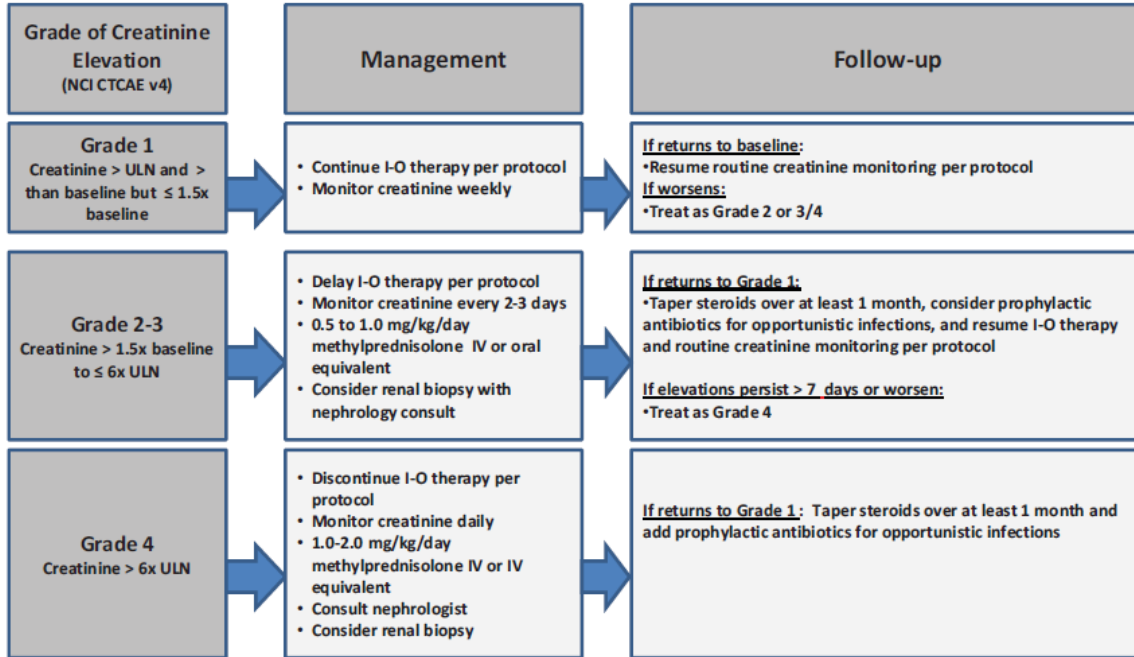 Grade of Creatinine
Elevation
(NCI CTCAE v4)
Management
Follow-up
Grade 1
Creatinine > ULN and >
than baseline but ≤ 1.5x
baseline
• Continue I-O therapy per protocol
• Monitor creatinine weekly
If returns to baseline:
•Resume routine creatinine monitoring per protocol
If worsens:
•Treat as Grade 2 or 3/4
Grade 2-3
Creatinine > 1.5x baseline
to ≤ 6x ULN
• Delay I-O therapy per protocol
• Monitor creatinine every 2-3 days
• 0.5 to 1.0 mg/kg/day
methylprednisolone IV or oral
equivalent
• Consider renal biopsy with
nephrology consult
If returns to Grade 1:
•Taper steroids over at least 1 month, consider prophylactic
antibiotics for opportunistic infections, and resume I-O therapy
and routine creatinine monitoring per protocol
If elevations persist > 7 days or worsen:
•Treat as Grade 4
Grade 4
Creatinine > 6x ULN
• Discontinue I-O therapy per
protocol
• Monitor creatinine daily
• 1.0-2.0 mg/kg/day
methylprednisolone IV or IV
equivalent
• Consult nephrologist
• Consider renal biopsy
If returns to Grade 1 : Taper steroids over at least 1 month and
add prophylactic antibiotics for opportunistic infections